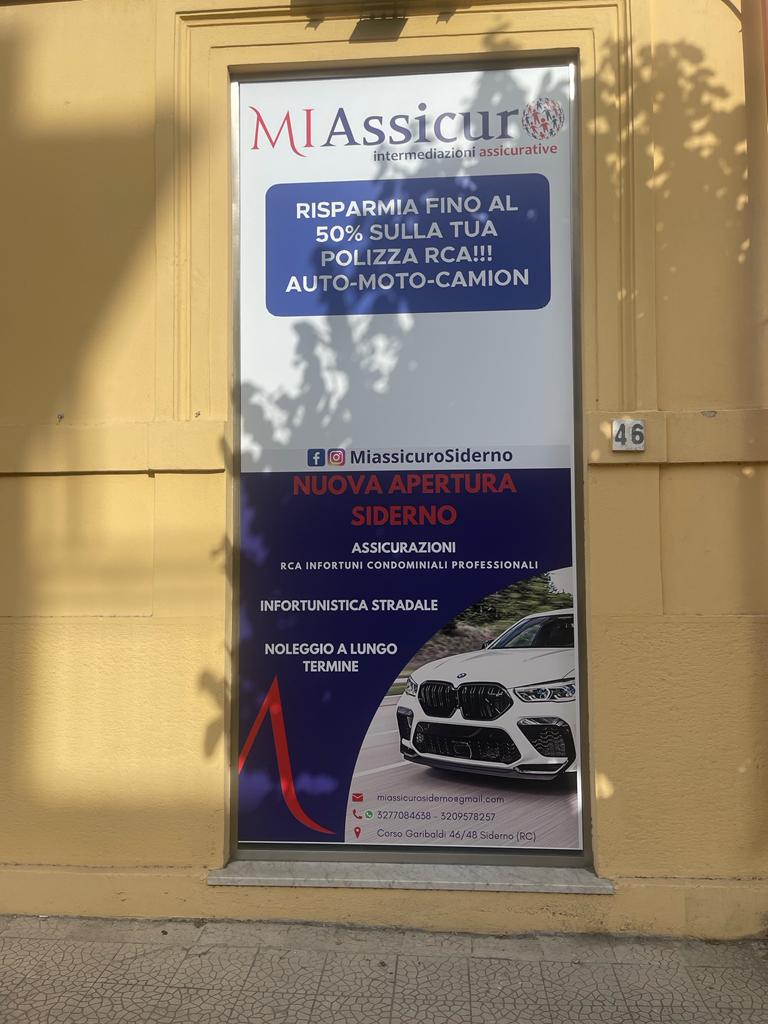 MIAssicuro
intermediazioni assicurative
RISPARMIA FINO AL
50% SULLA TUA
POLIZZA RCA!!!
AUTO-MOTO-CAMION
46
MiassicuroSiderno
NUOVA APERTURA
SIDERNO
ASSICURAZIONI
RCA INFORTUNI CONDOMINIALI PROFESSIONALI
INFORTUNISTICA STRADALE
NOLEGGIO A LUNGO
TERMINE
miassicurosiderno@gmail.com
3277084638 - 3209578257
Corso Garibaldi 46/48 Siderno (RC)